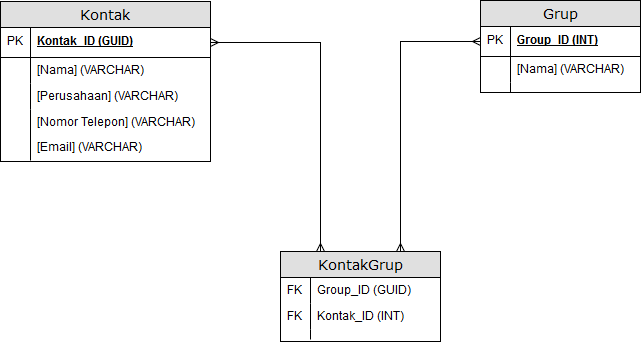 Kontak
PK Kontak_ID (GUID)
[Nama] (VARCHAR)
[Perusahaan] (VARCHAR)
[Nomor Telepon] (VARCHAR)
[Email] (VARCHAR)
Grup
PK Group_ID (INT)
[Nama] (VARCHAR)
KontakGrup
FK Group_ID (GUID)
FK Kontak_ID (INT)